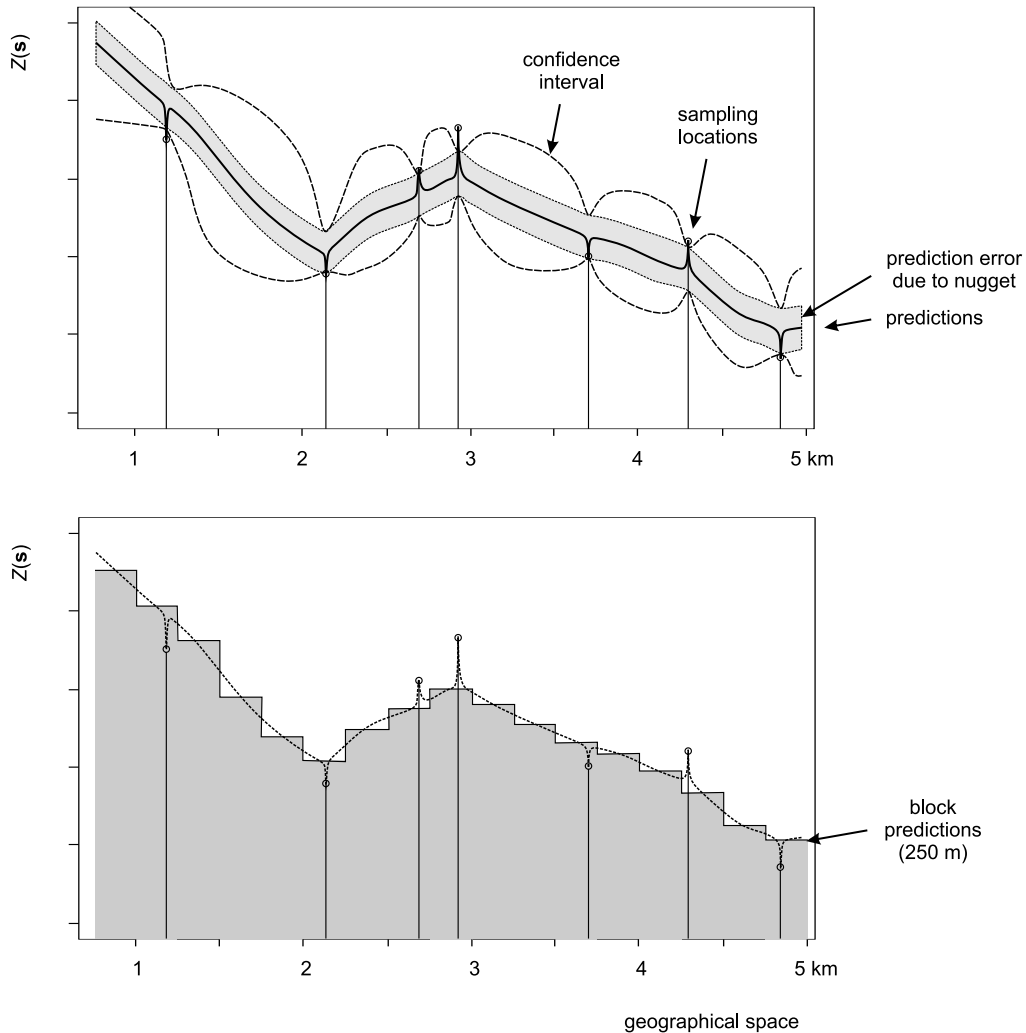 Z(s)
confidence
interval
sampling
locations
prediction error
due to nugget
predictions
1
2
3
4
5 km
Z(s)
block
predictions
(250 m)
1
2
3
4
5 km
geographical space